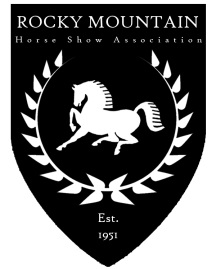 ROCKY MOUNTAIN
Horse Show Association
Est.
1951